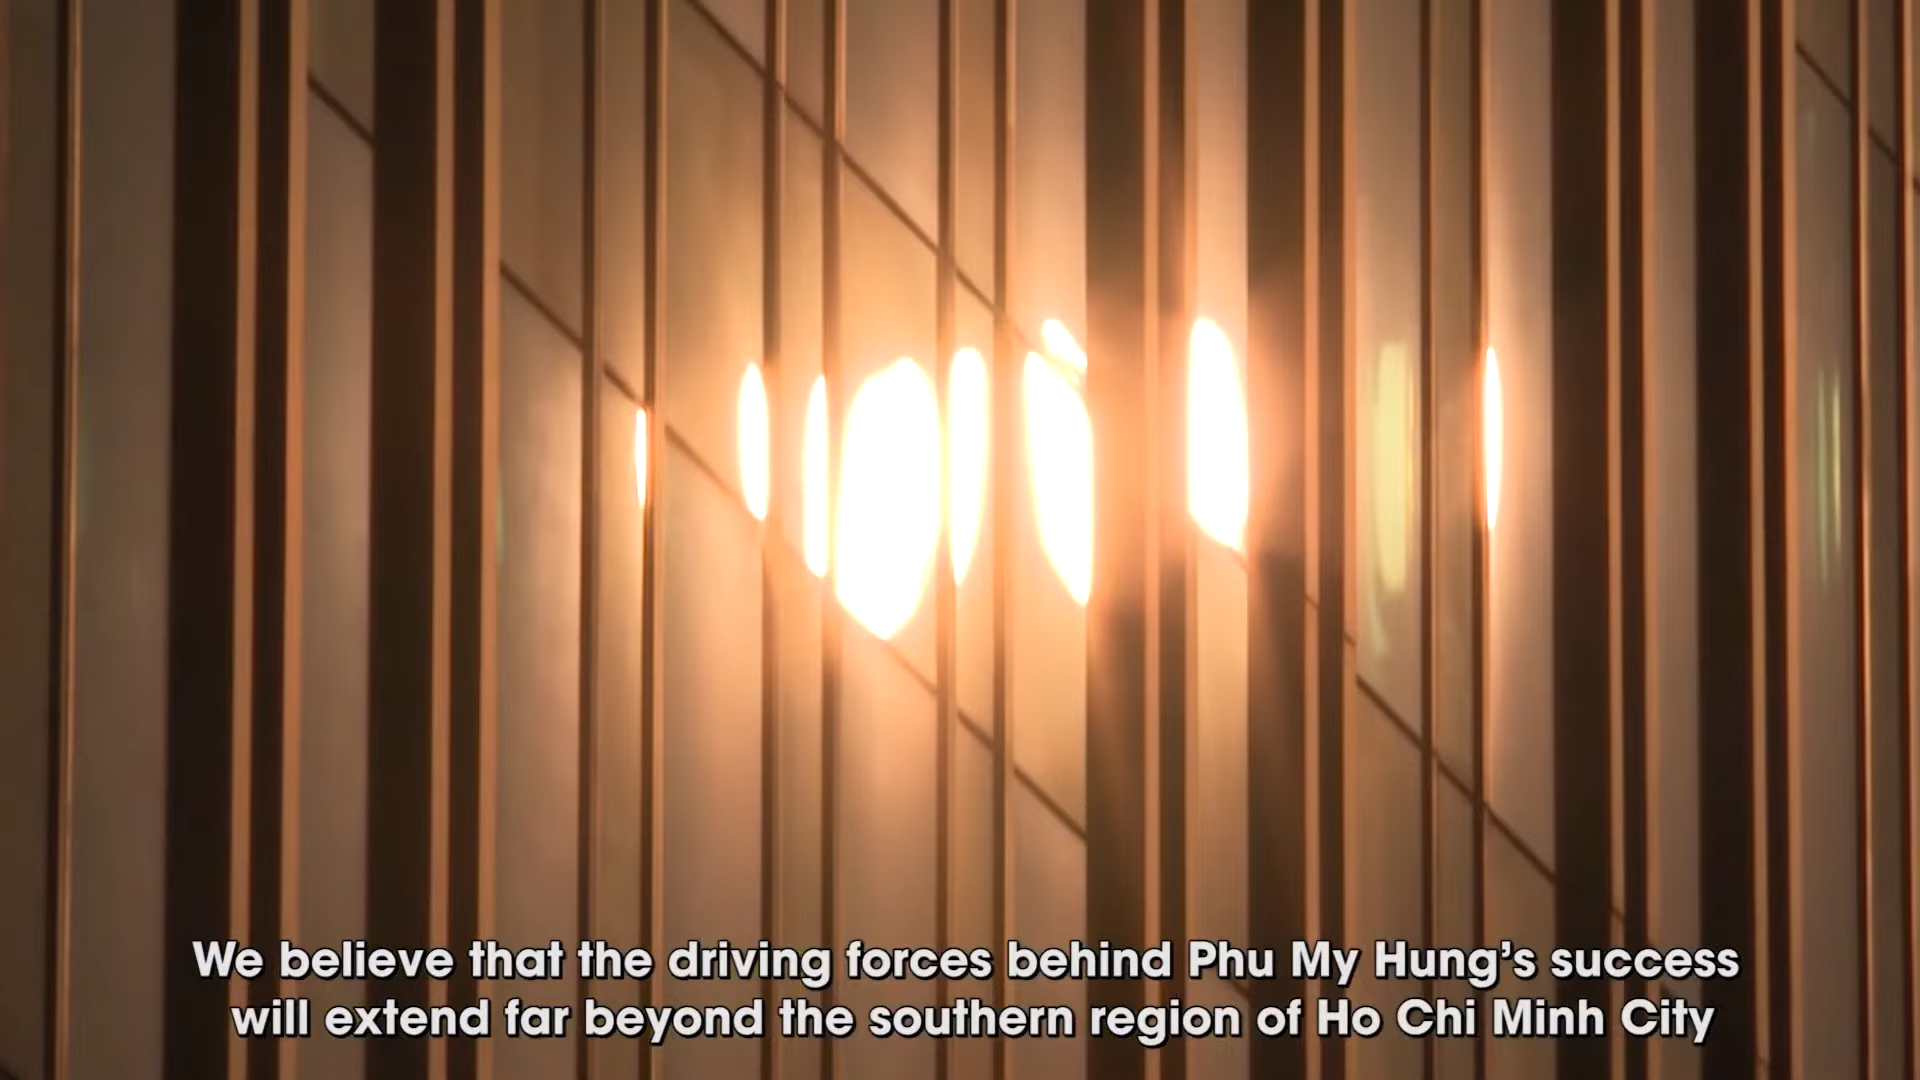 We believe that the driving forces behind Phu My Hung’s success
will extend far beyond the southern region of Ho Chi Minh City